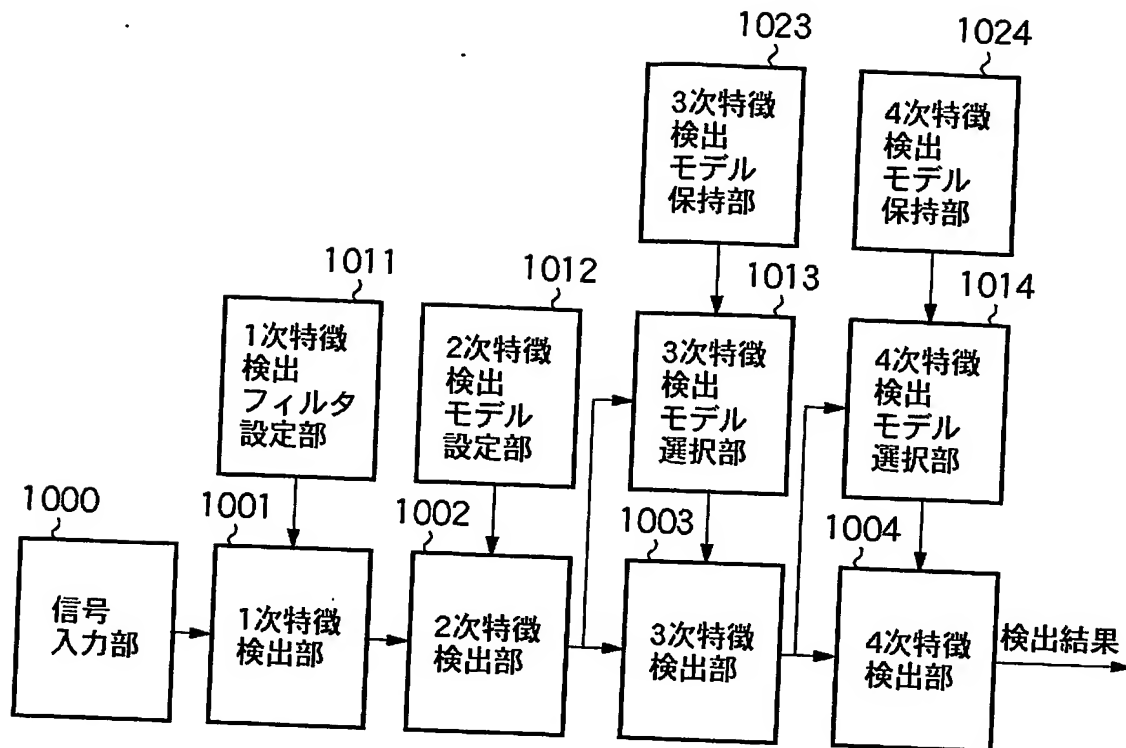 1023
3次特徴
検出
モデル
保持部
1024
4次特徴
検出
モデル
保持部
1011
1次特徴
検出
フィルタ
設定部
1012
2次特徴
検出
モデル
設定部
1013
3次特徴
検出
モデル
選択部
1014
4次特徴
検出
モデル
選択部
1000
信号
入力部
1001
1次特徴
検出部
1002
2次特徴
検出部
1003
3次特徴
検出部
1004
4次特徴
検出部
検出結果